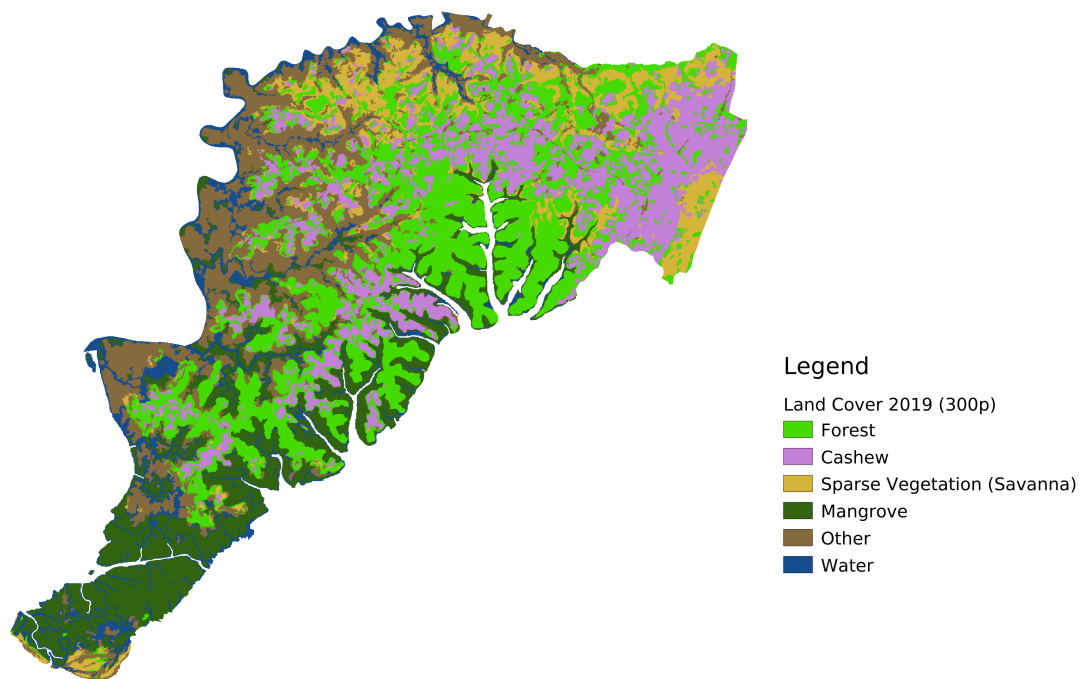 Legend
Land Cover 2019 (300p)
Forest
Cashew
Sparse Vegetation (Savanna)
Mangrove
Other
Water